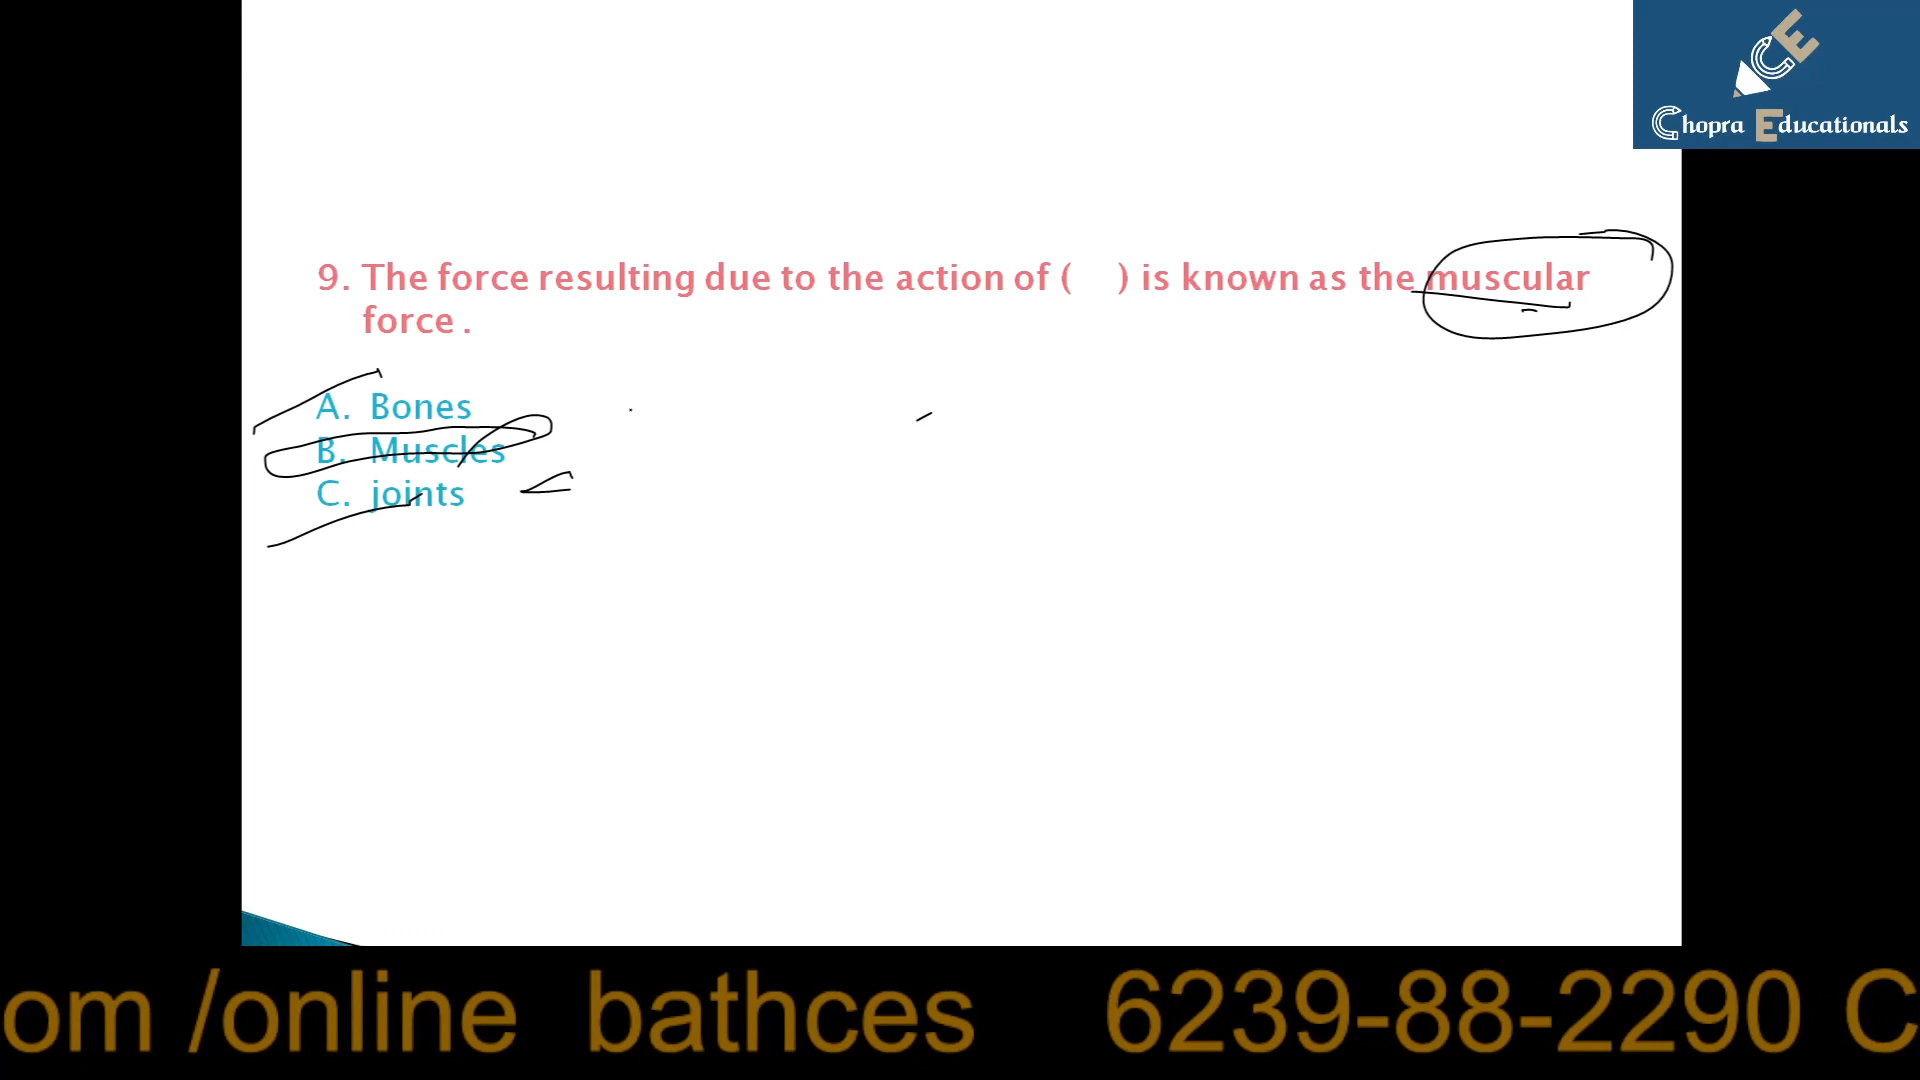 Chopra Educationals
9. The force resulting due to the action of ( ) is known as the muscular
force .
A. Bones
B. Muscles
C. joints
om /online bathces 6239-88-2290 C